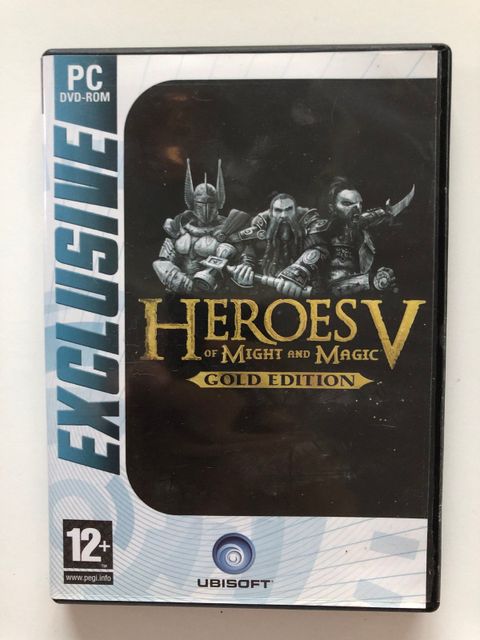 PC
DVD-ROM
EXCLUSIVE
HEROES V
OF MIGHT AND MAGIC
GOLD EDITION
12+
www.pegi.info
UBISOFT